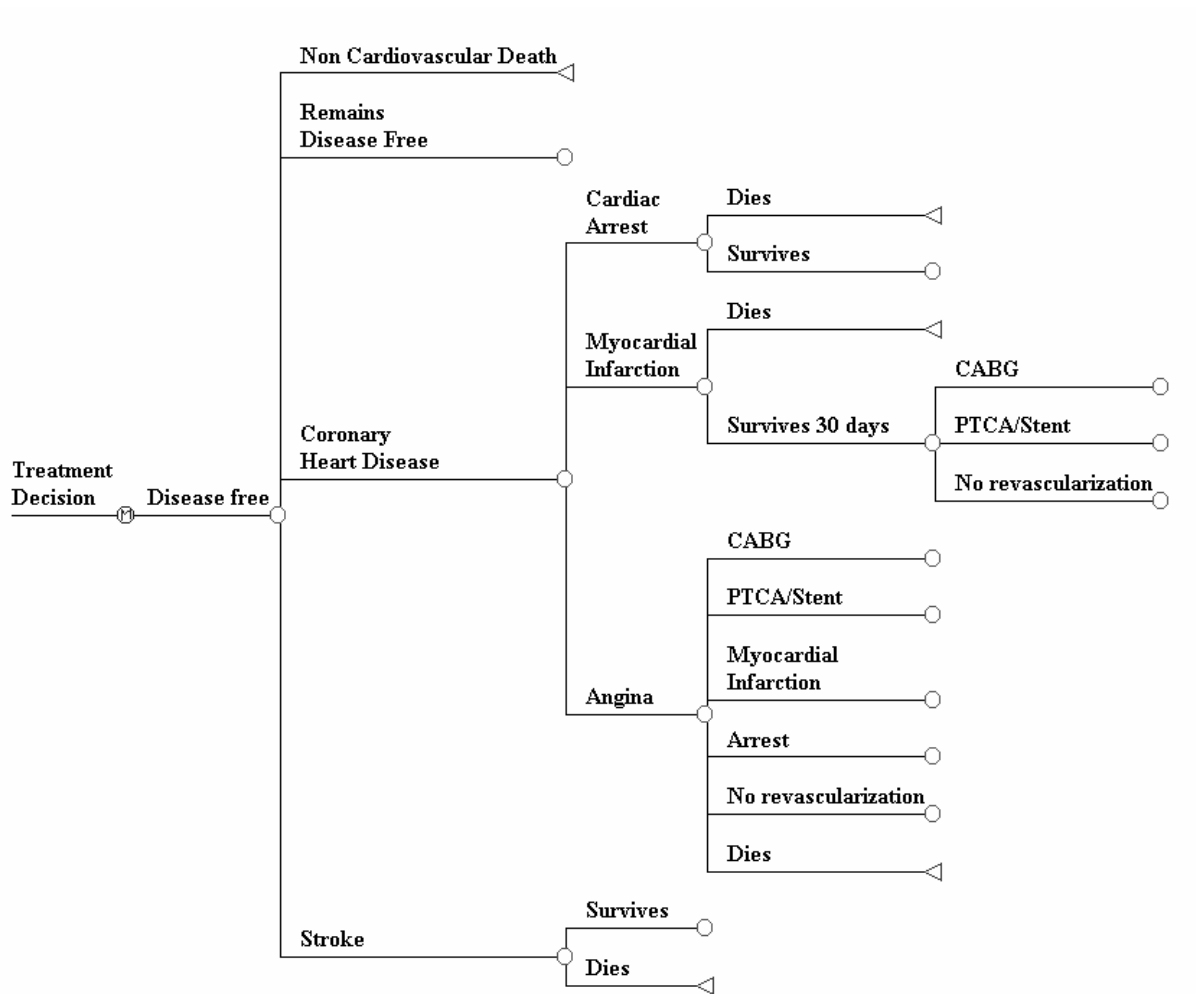 Non Cardiovascular Death
Remains
Disease Free
Cardiac
Arrest
Dies
Survives
Dies
Myocardial
Infarction
CABG
Survives 30 days
PTCA/Stent
No revascularization
Coronary
Heart Disease
Treatment
Decision
M
Disease free
CABG
PTCA/Stent
Myocardial
Infarction
Angina
Arrest
No revascularization
Dies
Survives
Stroke
Dies